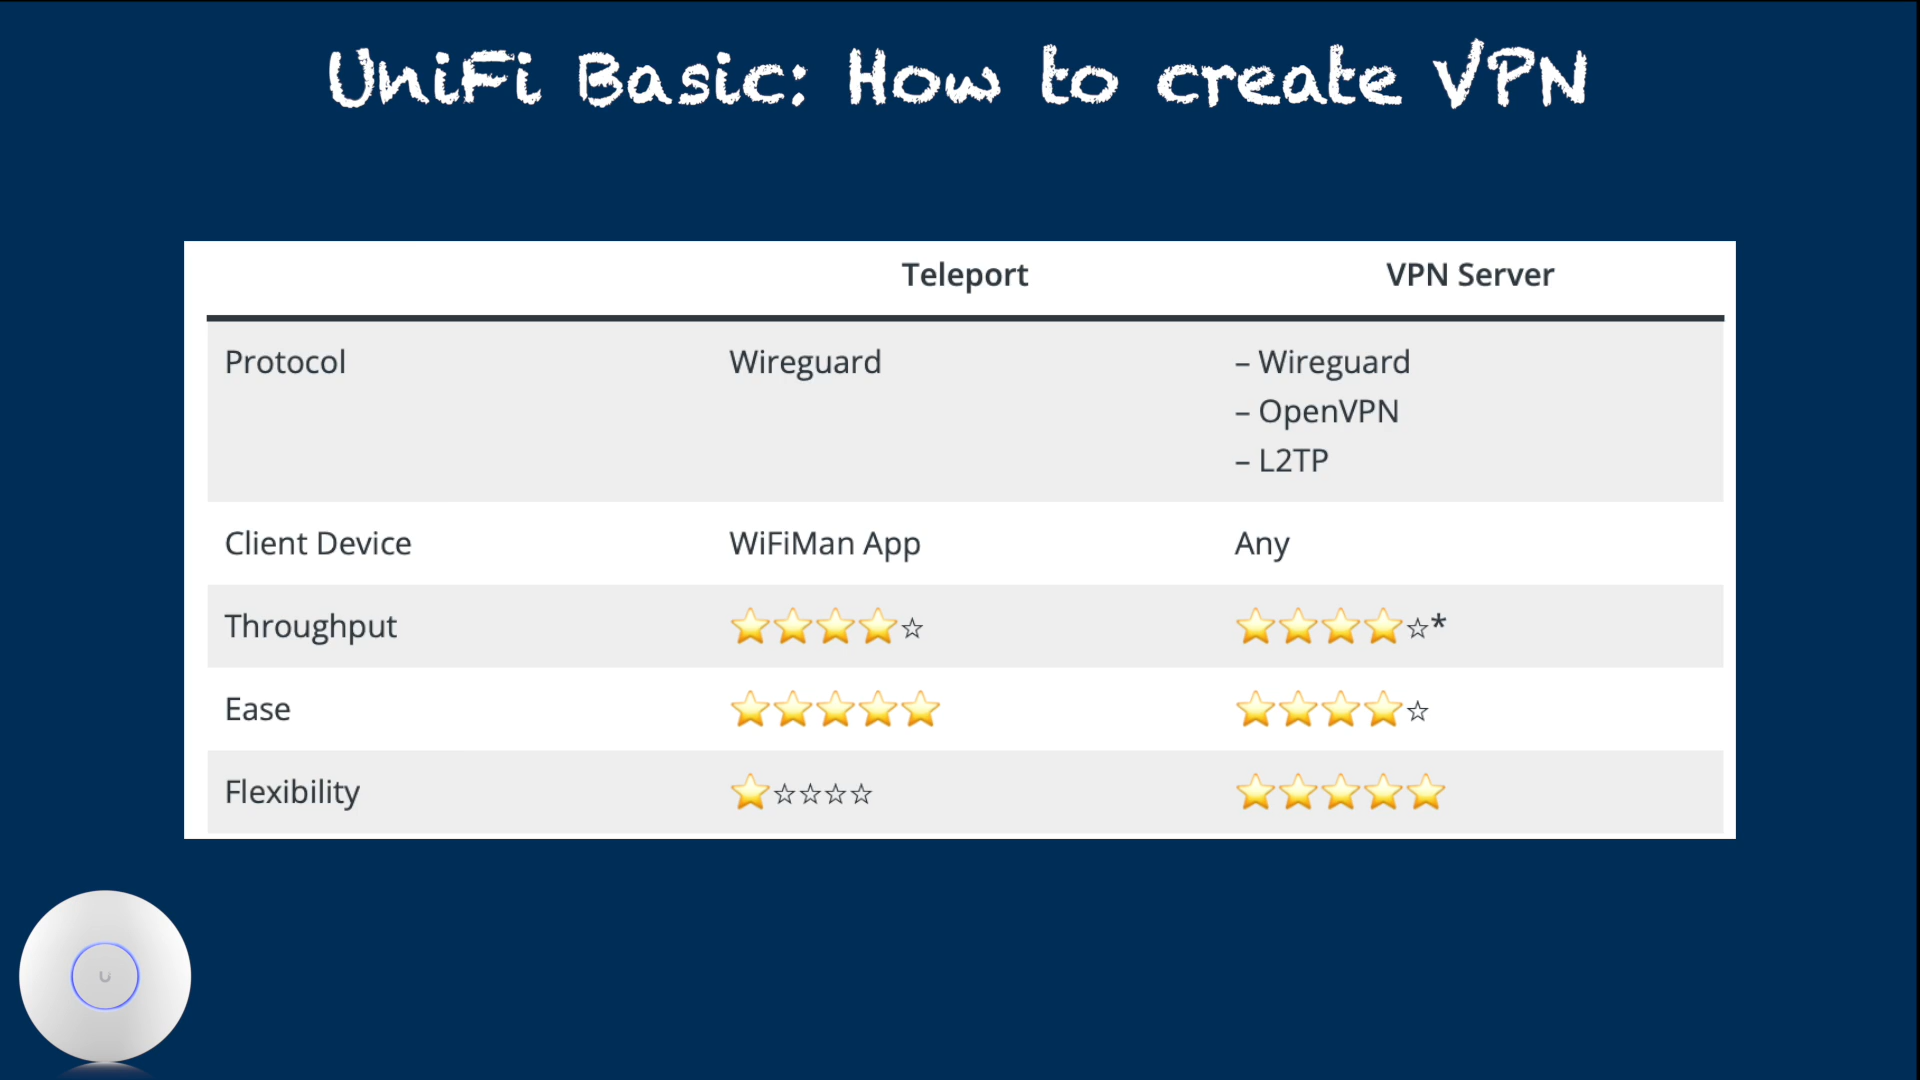 UniFi Basic: How to create VPN
Teleport VPN Server
Protocol Wireguard – Wireguard
– OpenVPN
– L2TP
Client Device WiFiMan App Any
Throughput ⭐⭐⭐⭐☆ ⭐⭐⭐⭐☆*
Ease ⭐⭐⭐⭐⭐ ⭐⭐⭐⭐☆
Flexibility ⭐☆☆☆☆ ⭐⭐⭐⭐⭐